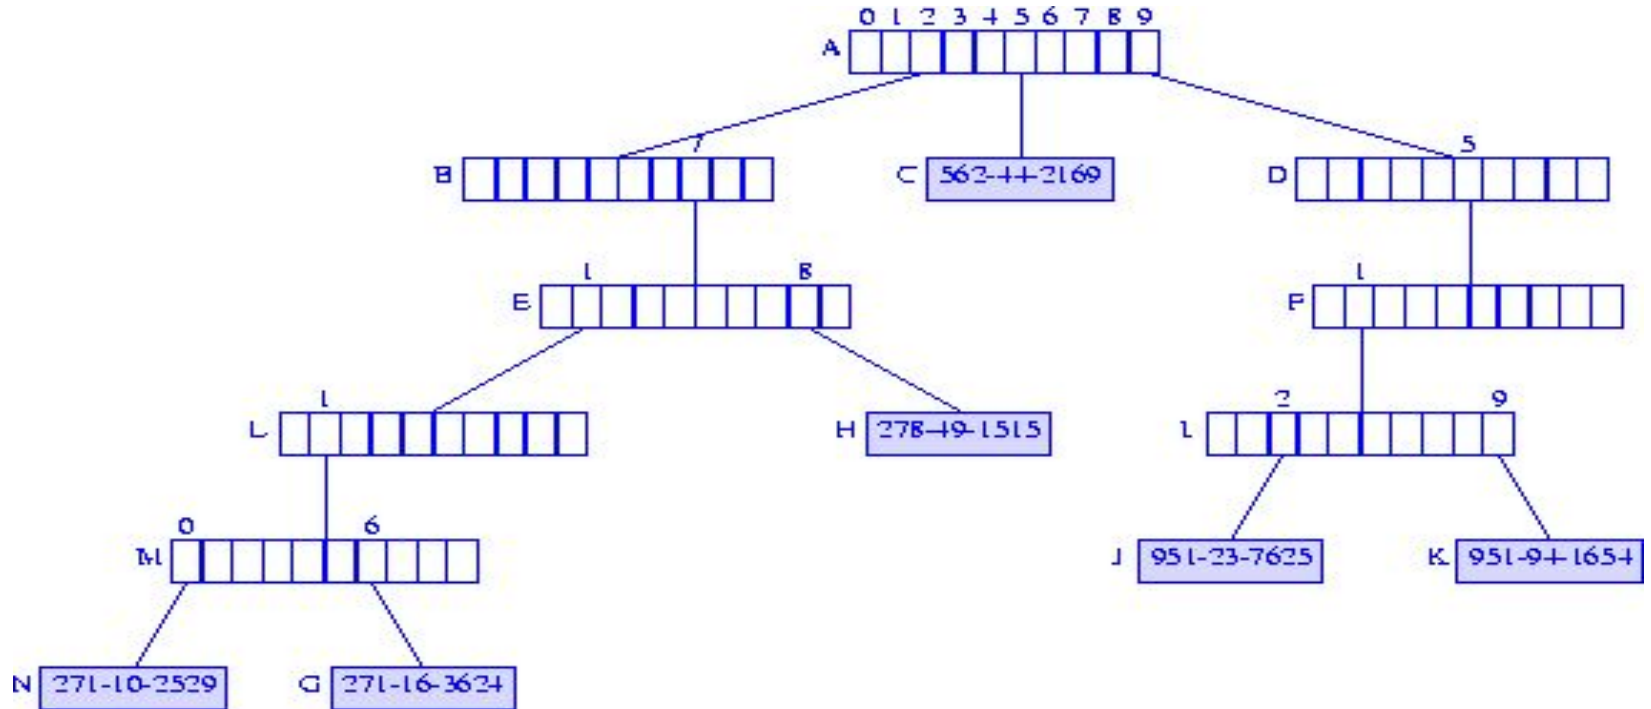 0 1 2 3 4 5 6 7 8 9
A
7
5
B
C 562-44-2169
D
1
8
1
E
F
1
2
9
L
H 278-49-1515
I
0
6
M
J 951-23-7625
K 951-94-1654
N 271-10-2529
G 271-16-3624